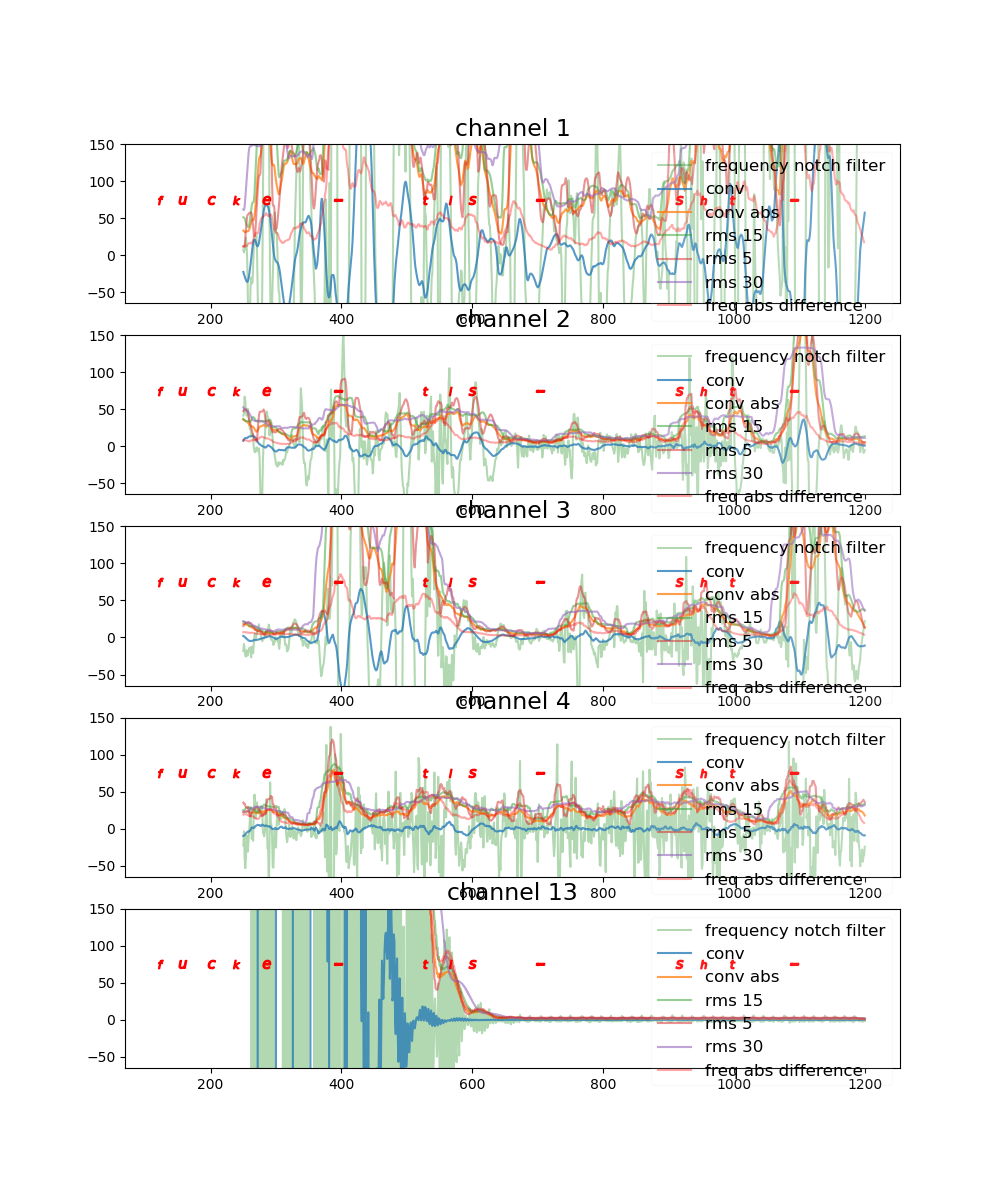 channel 1
150
100
50
0
−50
f u c k e - t I s - s h t -
frequency notch filter
conv
conv abs
rms 15
rms 5
rms 30
freq abs difference
200 400 600 800 1000 1200
channel 2
150
100
50
0
−50
f u c k e - t I s - s h t -
frequency notch filter
conv
conv abs
rms 15
rms 5
rms 30
freq abs difference
200 400 600 800 1000 1200
channel 3
150
100
50
0
−50
f u c k e - t I s - s h t -
frequency notch filter
conv
conv abs
rms 15
rms 5
rms 30
freq abs difference
200 400 600 800 1000 1200
channel 4
150
100
50
0
−50
f u c k e - t I s - s h t -
frequency notch filter
conv
conv abs
rms 15
rms 5
rms 30
freq abs difference
200 400 600 800 1000 1200
channel 13
150
100
50
0
−50
f u c k e - t I s - s h t -
frequency notch filter
conv
conv abs
rms 15
rms 5
rms 30
freq abs difference
200 400 600 800 1000 1200